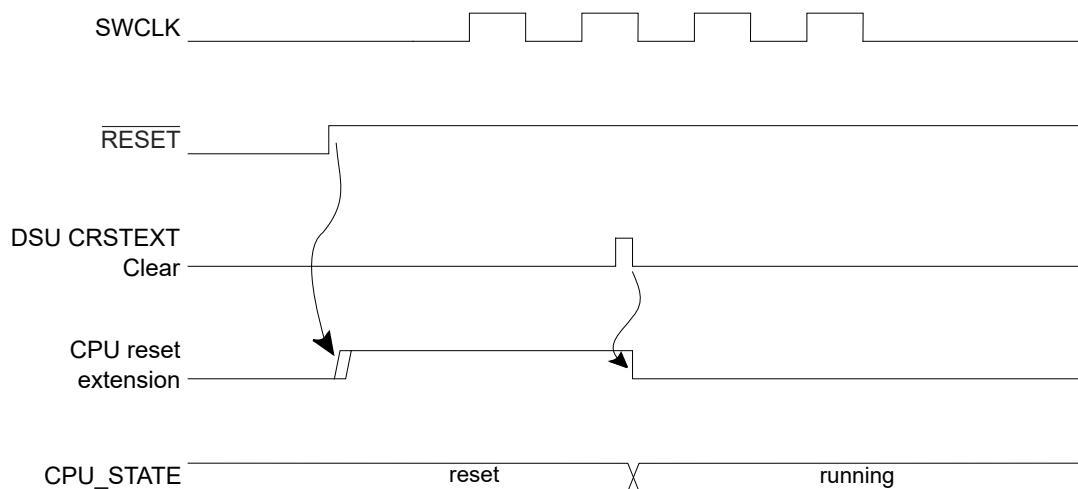 SWCLK
RESET
DSU CRSTEXT
Clear
CPU reset
extension
CPU_STATE
reset
running